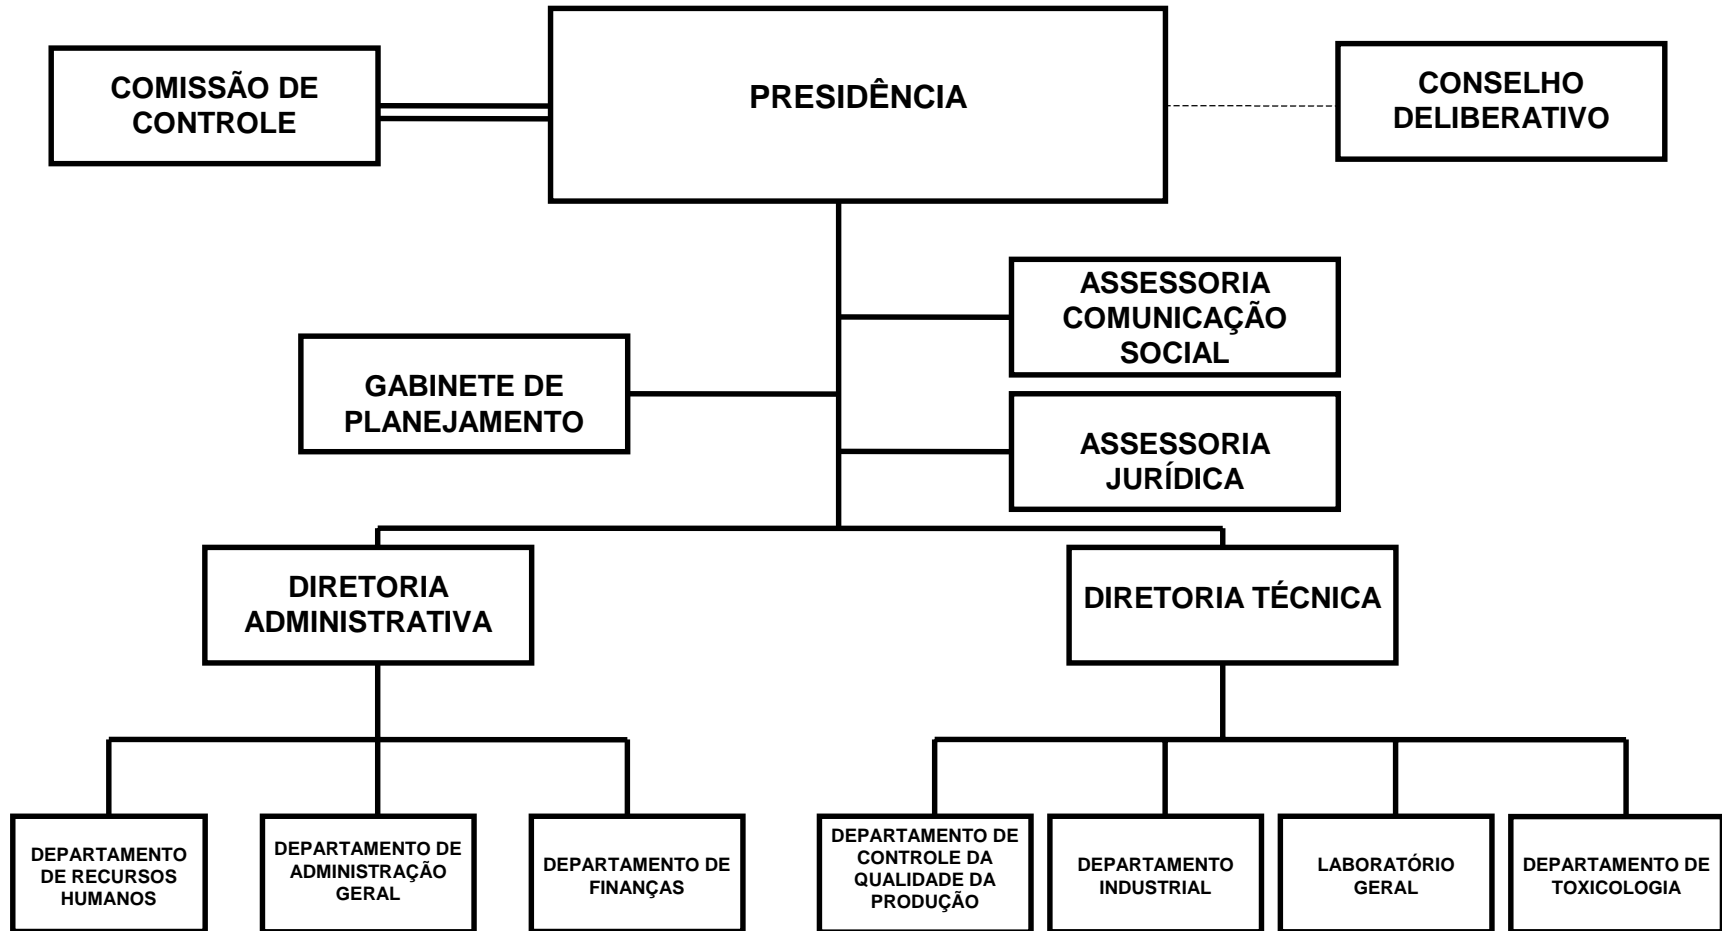 COMISSÃO DE
CONTROLE
PRESIDÊNCIA
CONSELHO
DELIBERATIVO
ASSESSORIA
COMUNICAÇÃO
SOCIAL
GABINETE DE
PLANEJAMENTO
ASSESSORIA
JURÍDICA
DIRETORIA
ADMINISTRATIVA
DIRETORIA TÉCNICA
DEPARTAMENTO
DE RECURSOS
HUMANOS
DEPARTAMENTO DE
ADMINISTRAÇÃO
GERAL
DEPARTAMENTO DE
FINANÇAS
DEPARTAMENTO DE
CONTROLE DA
QUALIDADE DA
PRODUÇÃO
DEPARTAMENTO
INDUSTRIAL
LABORATÓRIO
GERAL
DEPARTAMENTO DE
TOXICOLOGIA